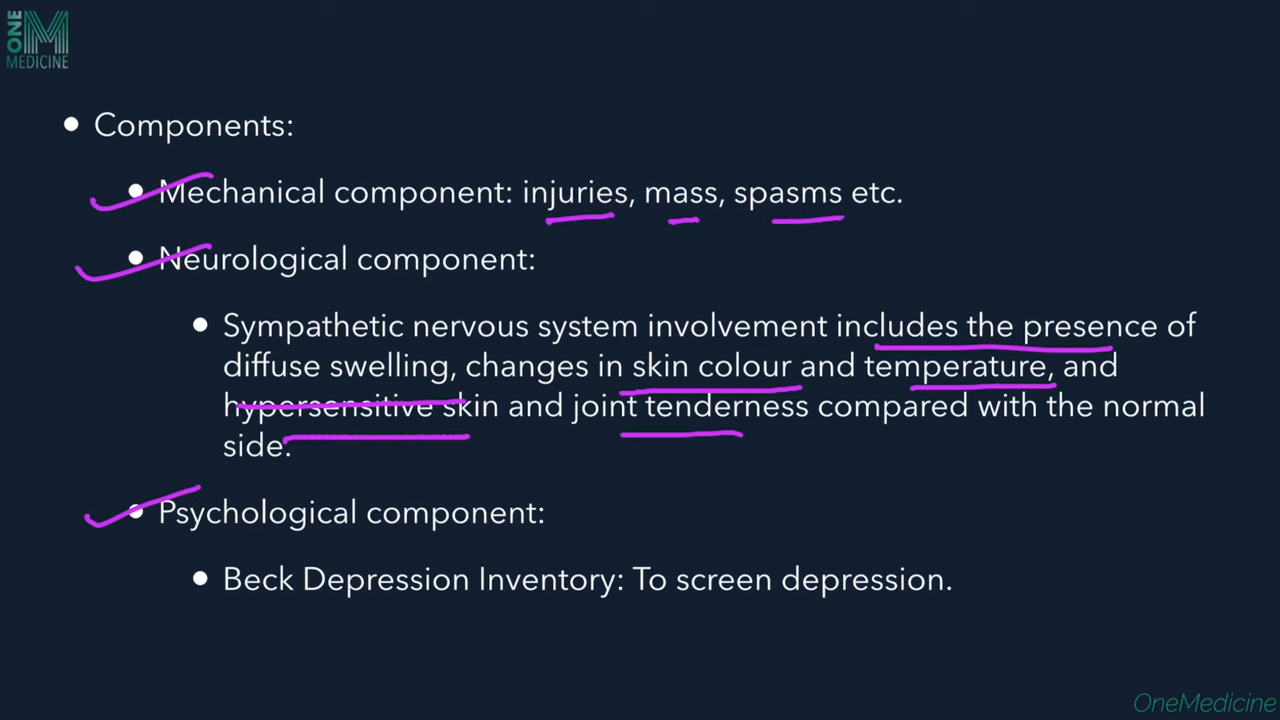 ONE
MEDICINE
• Components:
• Mechanical component: injuries, mass, spasms etc.
• Neurological component:
• Sympathetic nervous system involvement includes the presence of
diffuse swelling, changes in skin colour and temperature, and
hypersensitive skin and joint tenderness compared with the normal
side.
• Psychological component:
• Beck Depression Inventory: To screen depression.
OneMedicine